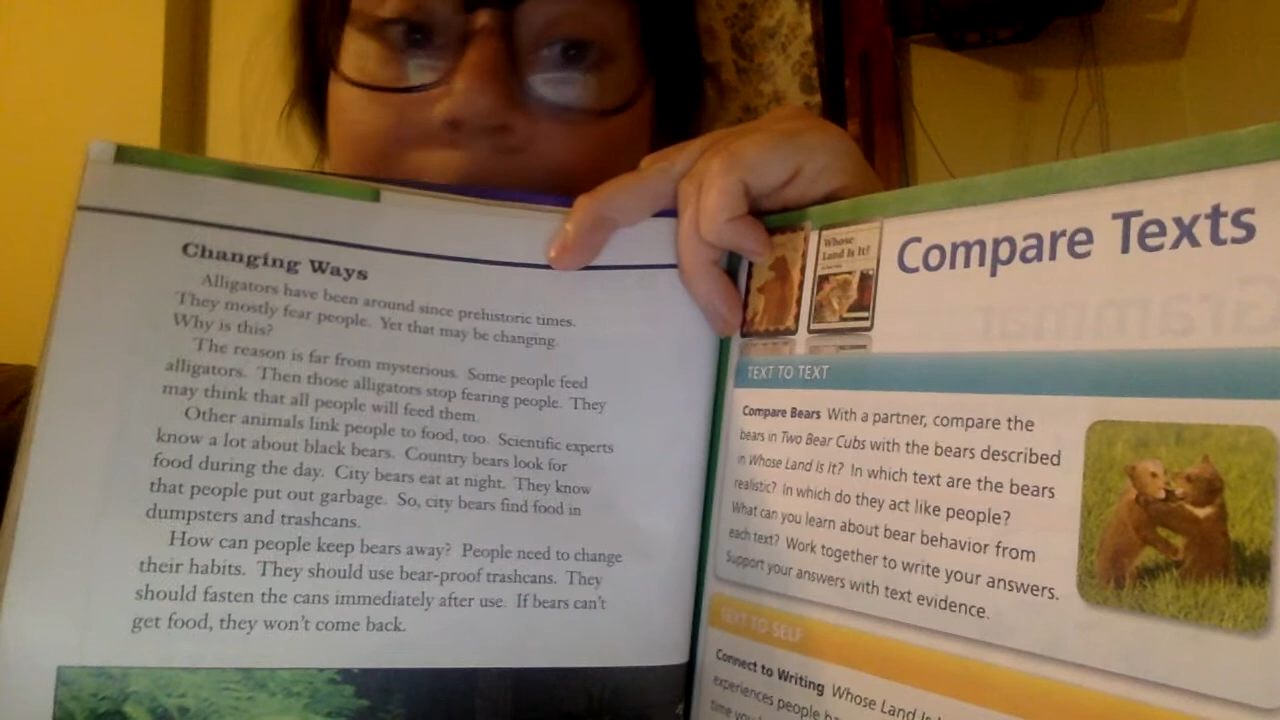 Changing Ways
Alligators have been around since prehistoric times.
They mostly fear people. Yet that may be changing.
Why is this?
The reason is far from mysterious. Some people feed
alligators. Then those alligators stop fearing people. They
may think that all people will feed them.
Other animals link people to food, too. Scientific experts
know a lot about black bears. Country bears look for
food during the day. City bears eat at night. They know
that people put out garbage. So, city bears find food in
dumpsters and trashcans.
How can people keep bears away? People need to change
their habits. They should use bear-proof trashcans. They
should fasten the cans immediately after use. If bears can't
get food, they won't come back.
Whose
Land Is It?
Compare Texts
TEXT TO TEXT
Compare Bears With a partner, compare the
bears in Two Bear Cubs with the bears described
in Whose Land Is It? In which text are the bears
realistic? In which do they act like people?
What can you learn about bear behavior from
each text? Work together to write your answers.
Support your answers with text evidence.
TEXT TO SELF
Connect to Writing Whose Land Is
experiences people
time you